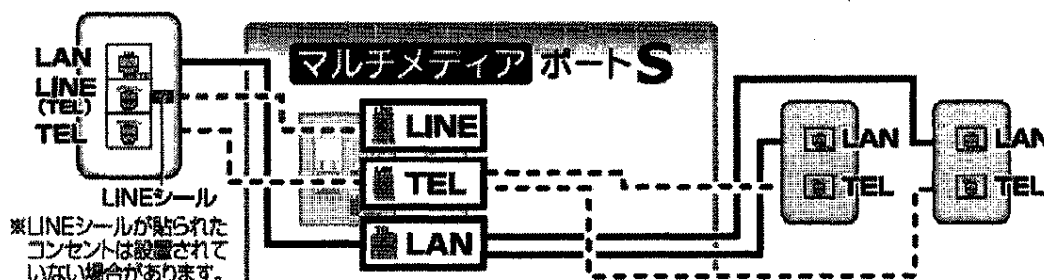 マルチメディア ポートS
LAN
LINE
(TEL)
TEL
LINEシール
※LINEシールが貼られた
コンセントは設置されて
いない場合があります。
LINE
TEL
LAN
LAN
TEL
LAN
TEL